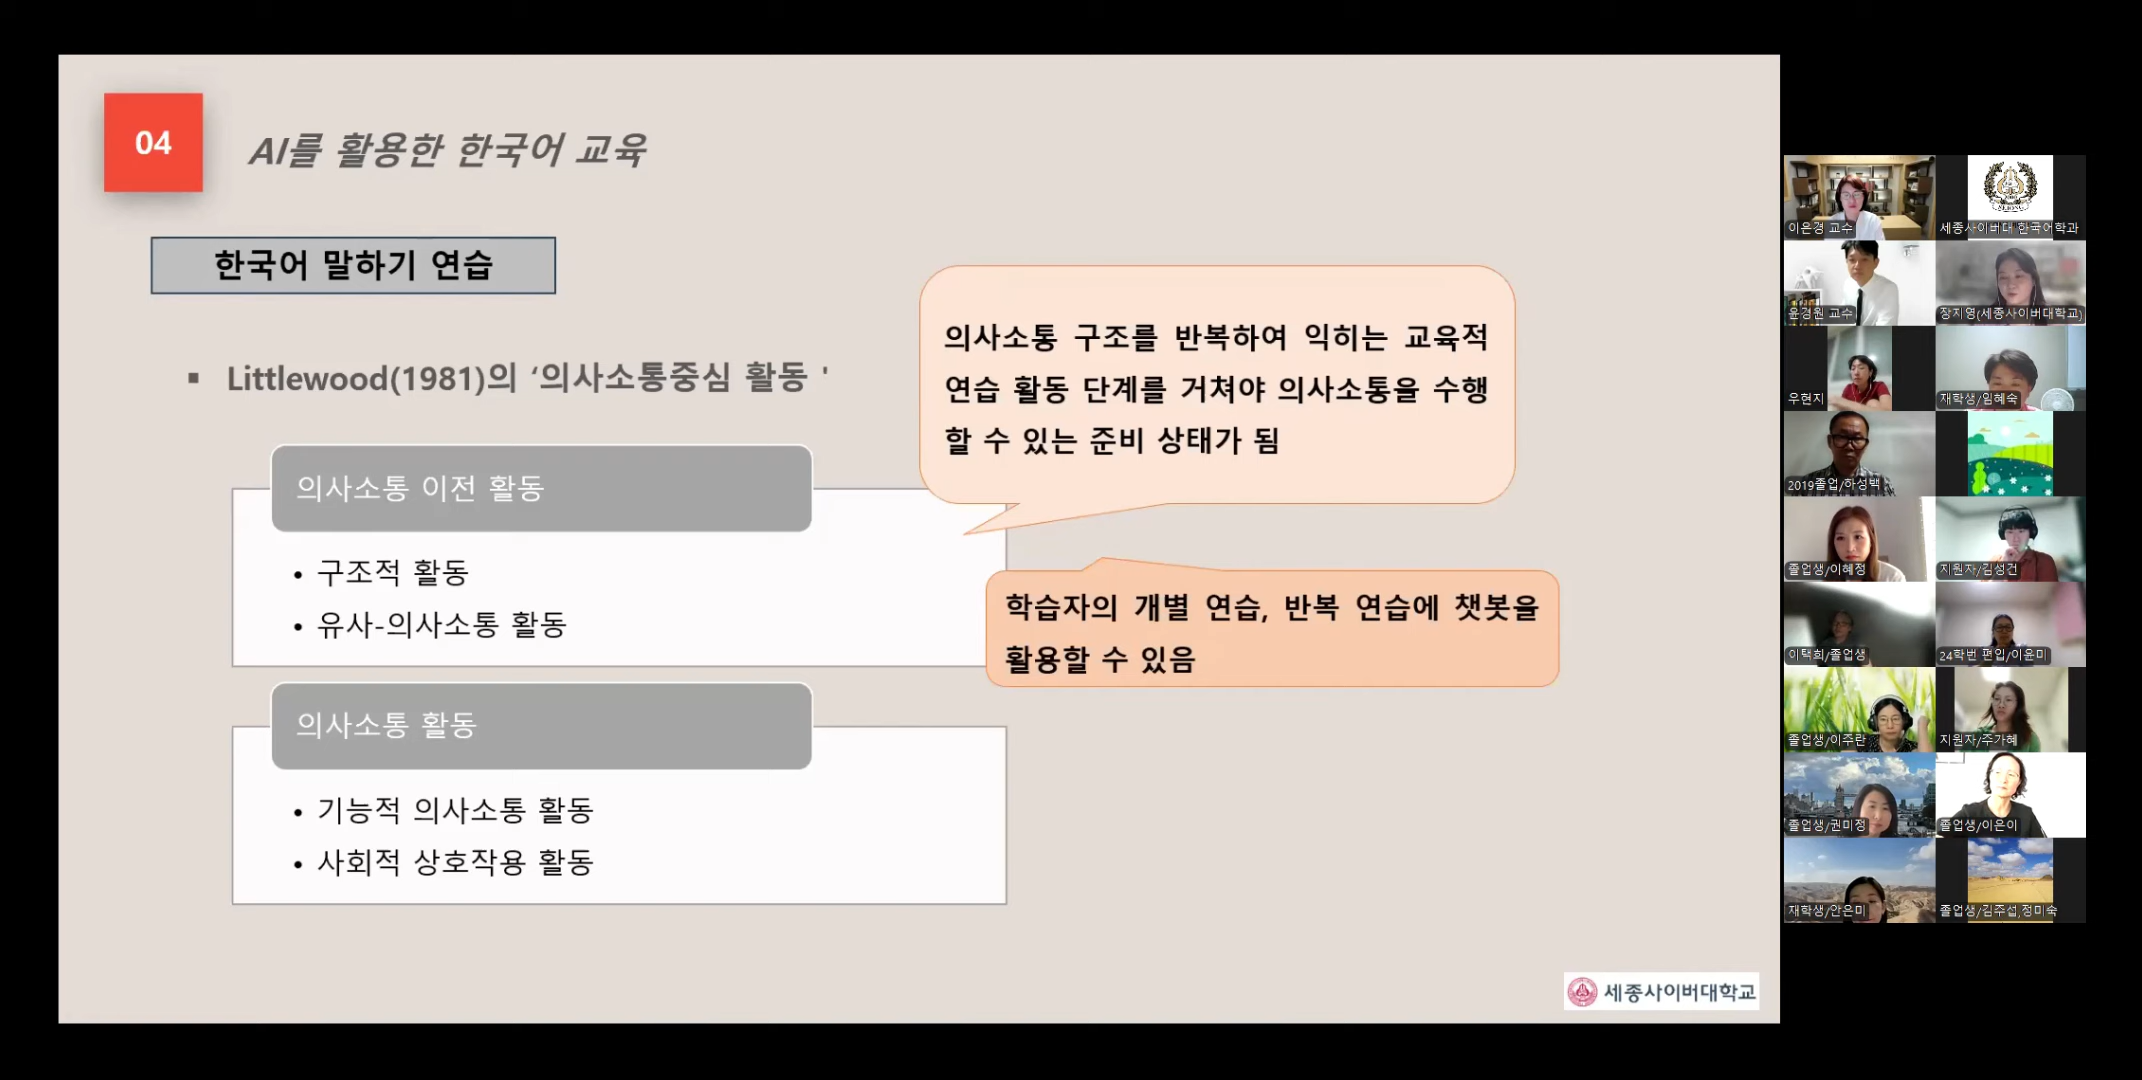 04
AI를 활용한 한국어 교육
한국어 말하기 연습
▪ Littlewood(1981)의 ‘의사소통중심 활동 '
의사소통 이전 활동
• 구조적 활동
• 유사-의사소통 활동
의사소통 활동
• 기능적 의사소통 활동
• 사회적 상호작용 활동
의사소통 구조를 반복하여 익히는 교육적
연습 활동 단계를 거쳐야 의사소통을 수행
할 수 있는 준비 상태가 됨
학습자의 개별 연습, 반복 연습에 챗봇을
활용할 수 있음
세종사이버대학교
이은경 교수
세종사이버대 한국어학과
윤경원 교수
장지영(세종사이버대학교)
우현지
재학생/임혜숙
2019졸업/하성백
졸업생/이혜정
지원자/김성건
이택희/졸업생
24학번 편입/이윤미
졸업생/이주란
지원자/주가혜
졸업생/권미정
졸업생/이은이
재학생/안은미
졸업생/김주섭,정미숙